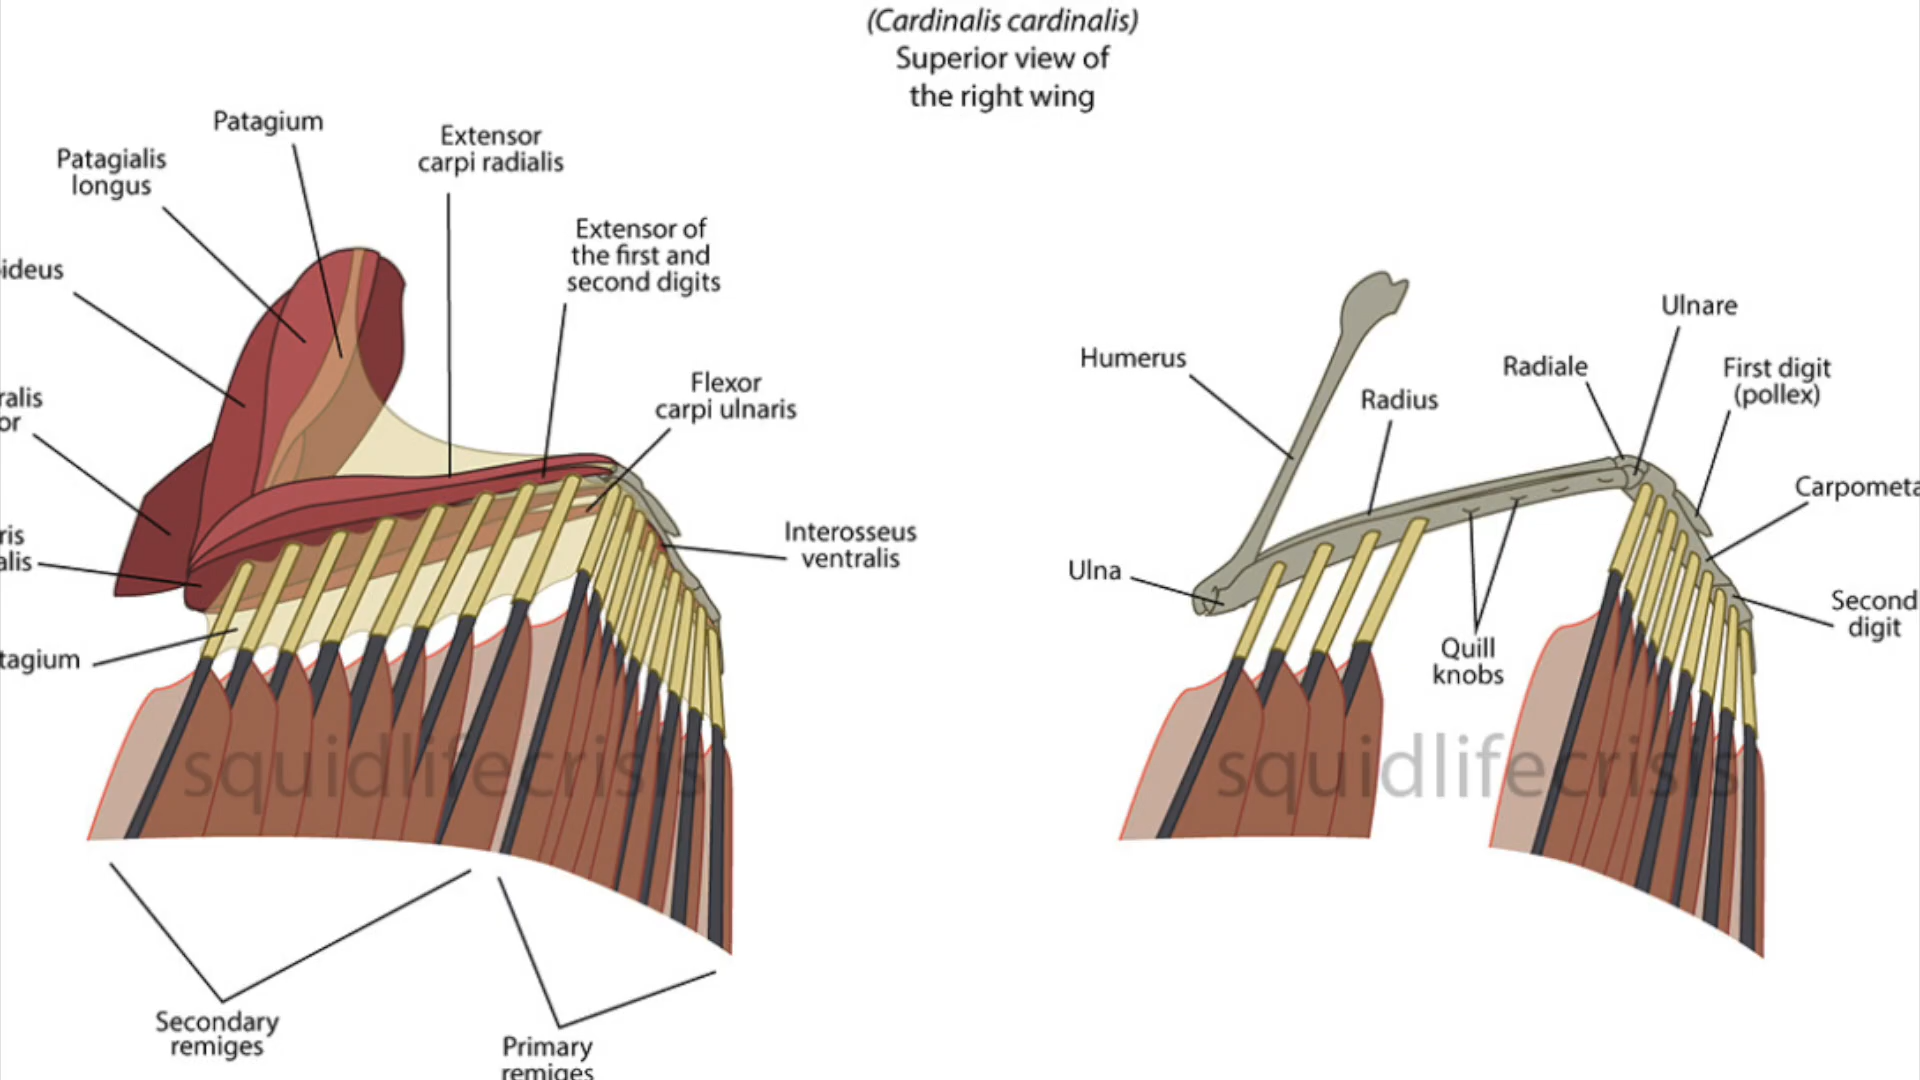 (Cardinalis cardinalis)
Superior view of
the right wing
Patagium
Patagialis
longus
Extensor
carpi radialis
Extensor of
the first and
second digits
Flexor
carpi ulnaris
Interosseus
ventralis
Secondary
remiges
Primary
remiges
Humerus
Radius
Radiale
Ulnare
First digit
(pollex)
Second
digit
Ulna
Quill
knobs
squidlifecrisis
squidlifecrisis